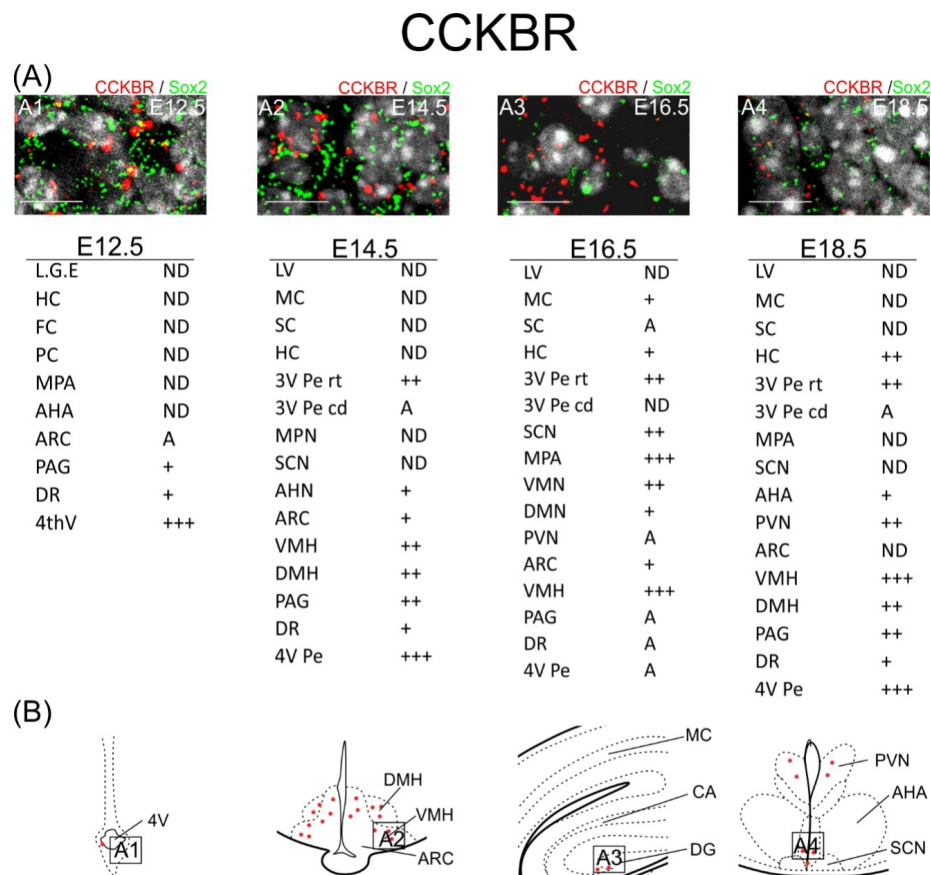 CCKBR
(A)
CCKBR / Sox2
A1 E12.5
CCKBR / Sox2
A2 E14.5
CCKBR / Sox2
A3 E16.5
CCKBR / Sox2
A4 E18.5
E12.5
L.G.E ND
HC ND
FC ND
PC ND
MPA ND
AHA ND
ARC A
PAG +
DR +
4thV +++
E14.5
LV ND
MC ND
SC ND
HC ND
3V Pe rt ++
3V Pe cd A
MPN ND
SCN ND
AHN +
ARC +
VMH ++
DMH ++
PAG ++
DR +
4V Pe +++
E16.5
LV ND
MC +
SC A
HC +
3V Pe rt ++
3V Pe cd ND
SCN ++
MPA +++
VMN ++
DMN +
PVN A
ARC +
VMH +++
PAG A
DR A
4V Pe A
E18.5
LV ND
MC ND
SC ND
HC ++
3V Pe rt ++
3V Pe cd A
MPA ND
SCN ND
AHA +
PVN ++
ARC ND
VMH +++
DMH ++
PAG ++
DR +
4V Pe +++
(B)
4V
A1
DMH
VMH
A2
ARC
MC
CA
A3
DG
PVN
AHA
A4
SCN